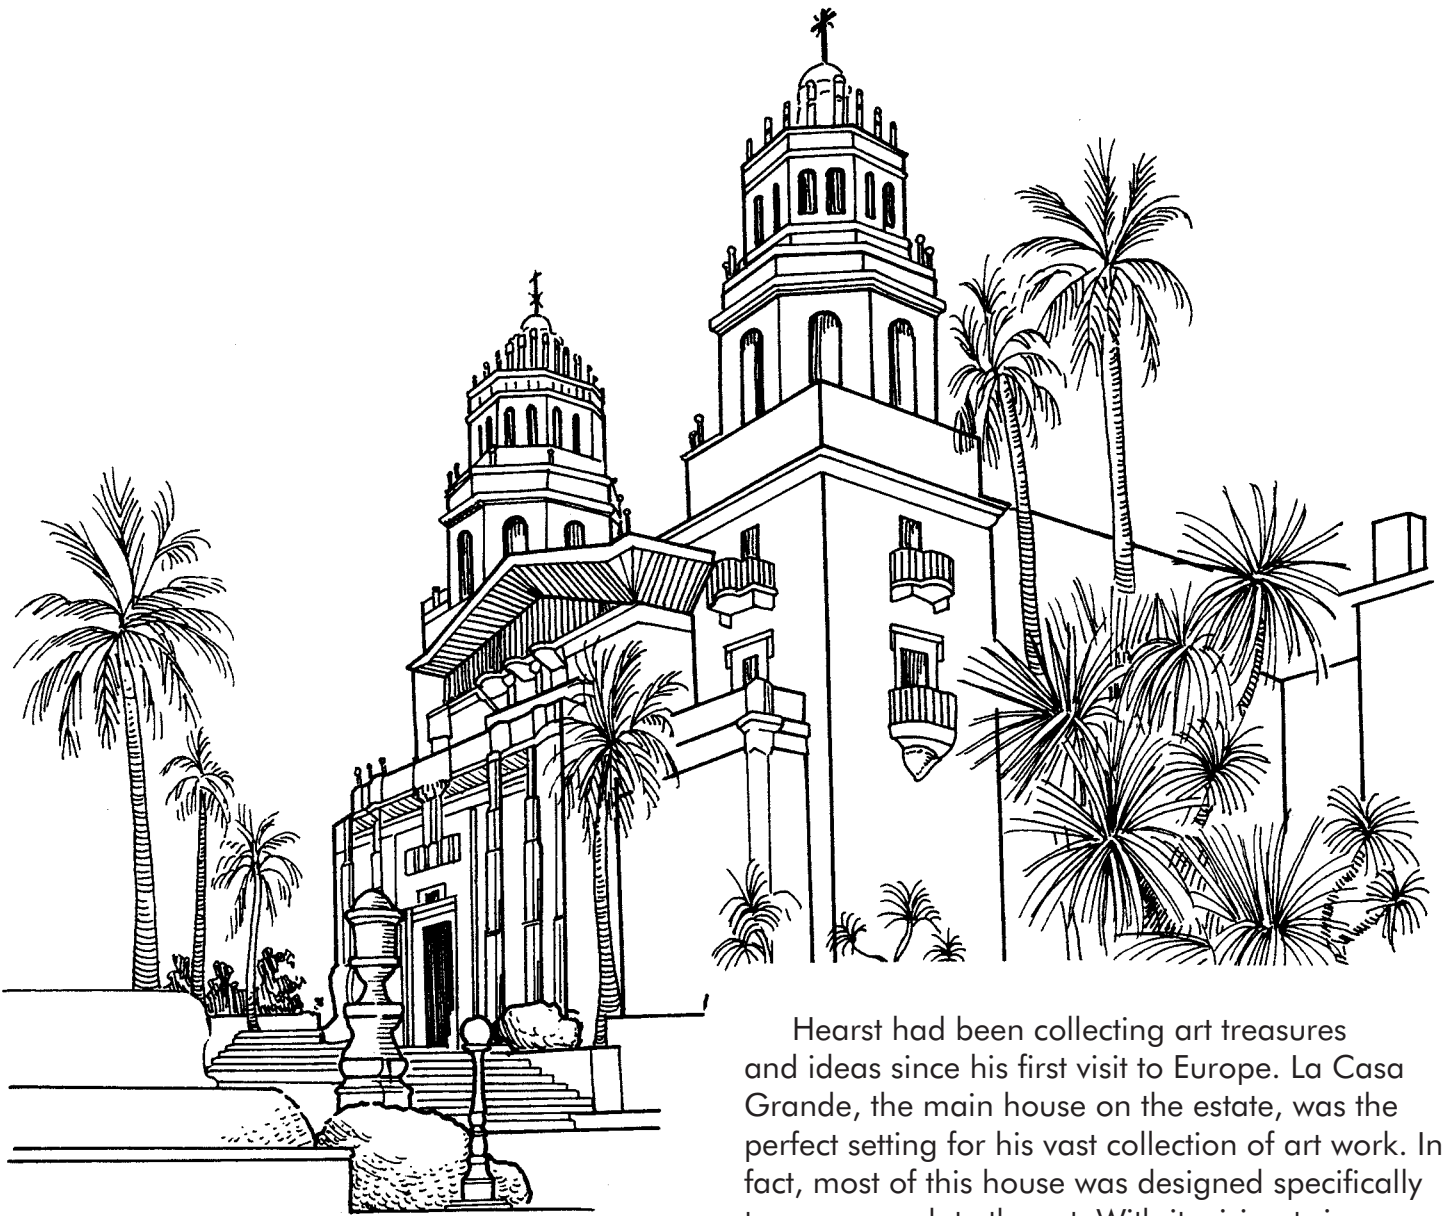 Hearst had been collecting art treasures
and ideas since his first visit to Europe. La Casa
Grande, the main house on the estate, was the
perfect setting for his vast collection of art work. In
fact, most of this house was designed specifically